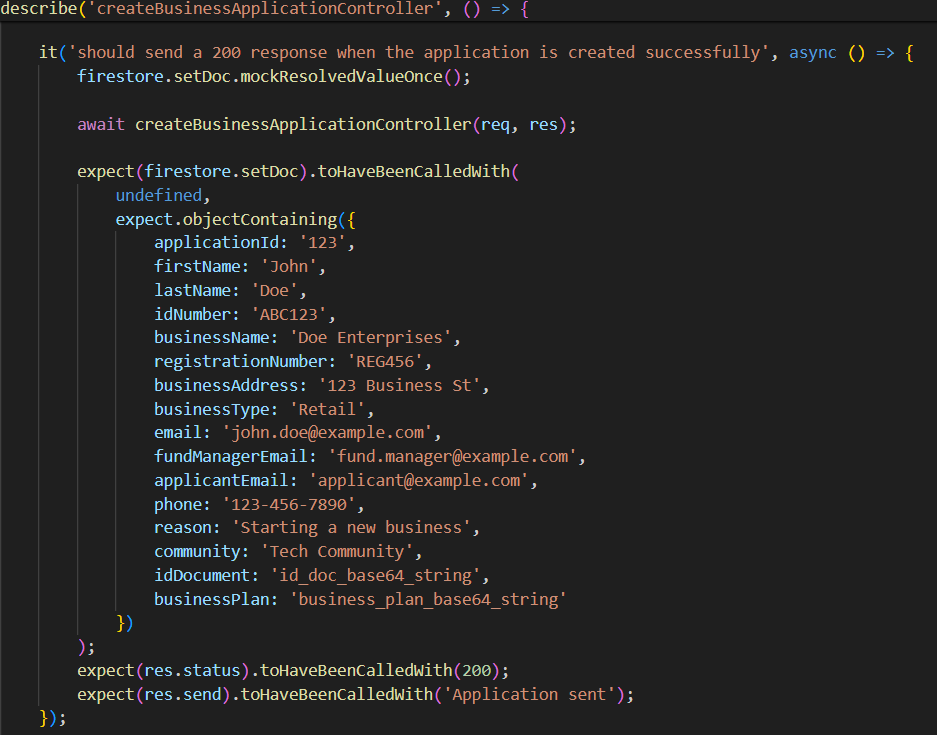 describe('createBusinessApplicationController', () => {
it('should send a 200 response when the application is created successfully', async () => {
firestore.setDoc.mockResolvedValueOnce();
await createBusinessApplicationController(req, res);
expect(firestore.setDoc).toHaveBeenCalledWith(
undefined,
expect.objectContaining({
applicationId: '123',
firstName: 'John',
lastName: 'Doe',
idNumber: 'ABC123',
businessName: 'Doe Enterprises',
registrationNumber: 'REG456',
businessAddress: '123 Business St',
businessType: 'Retail',
email: 'john.doe@example.com',
fundManagerEmail: 'fund.manager@example.com',
applicantEmail: 'applicant@example.com',
phone: '123-456-7890',
reason: 'Starting a new business',
community: 'Tech Community',
idDocument: 'id_doc_base64_string',
businessPlan: 'business_plan_base64_string'
})
);
expect(res.status).toHaveBeenCalledWith(200);
expect(res.send).toHaveBeenCalledWith('Application sent');
});